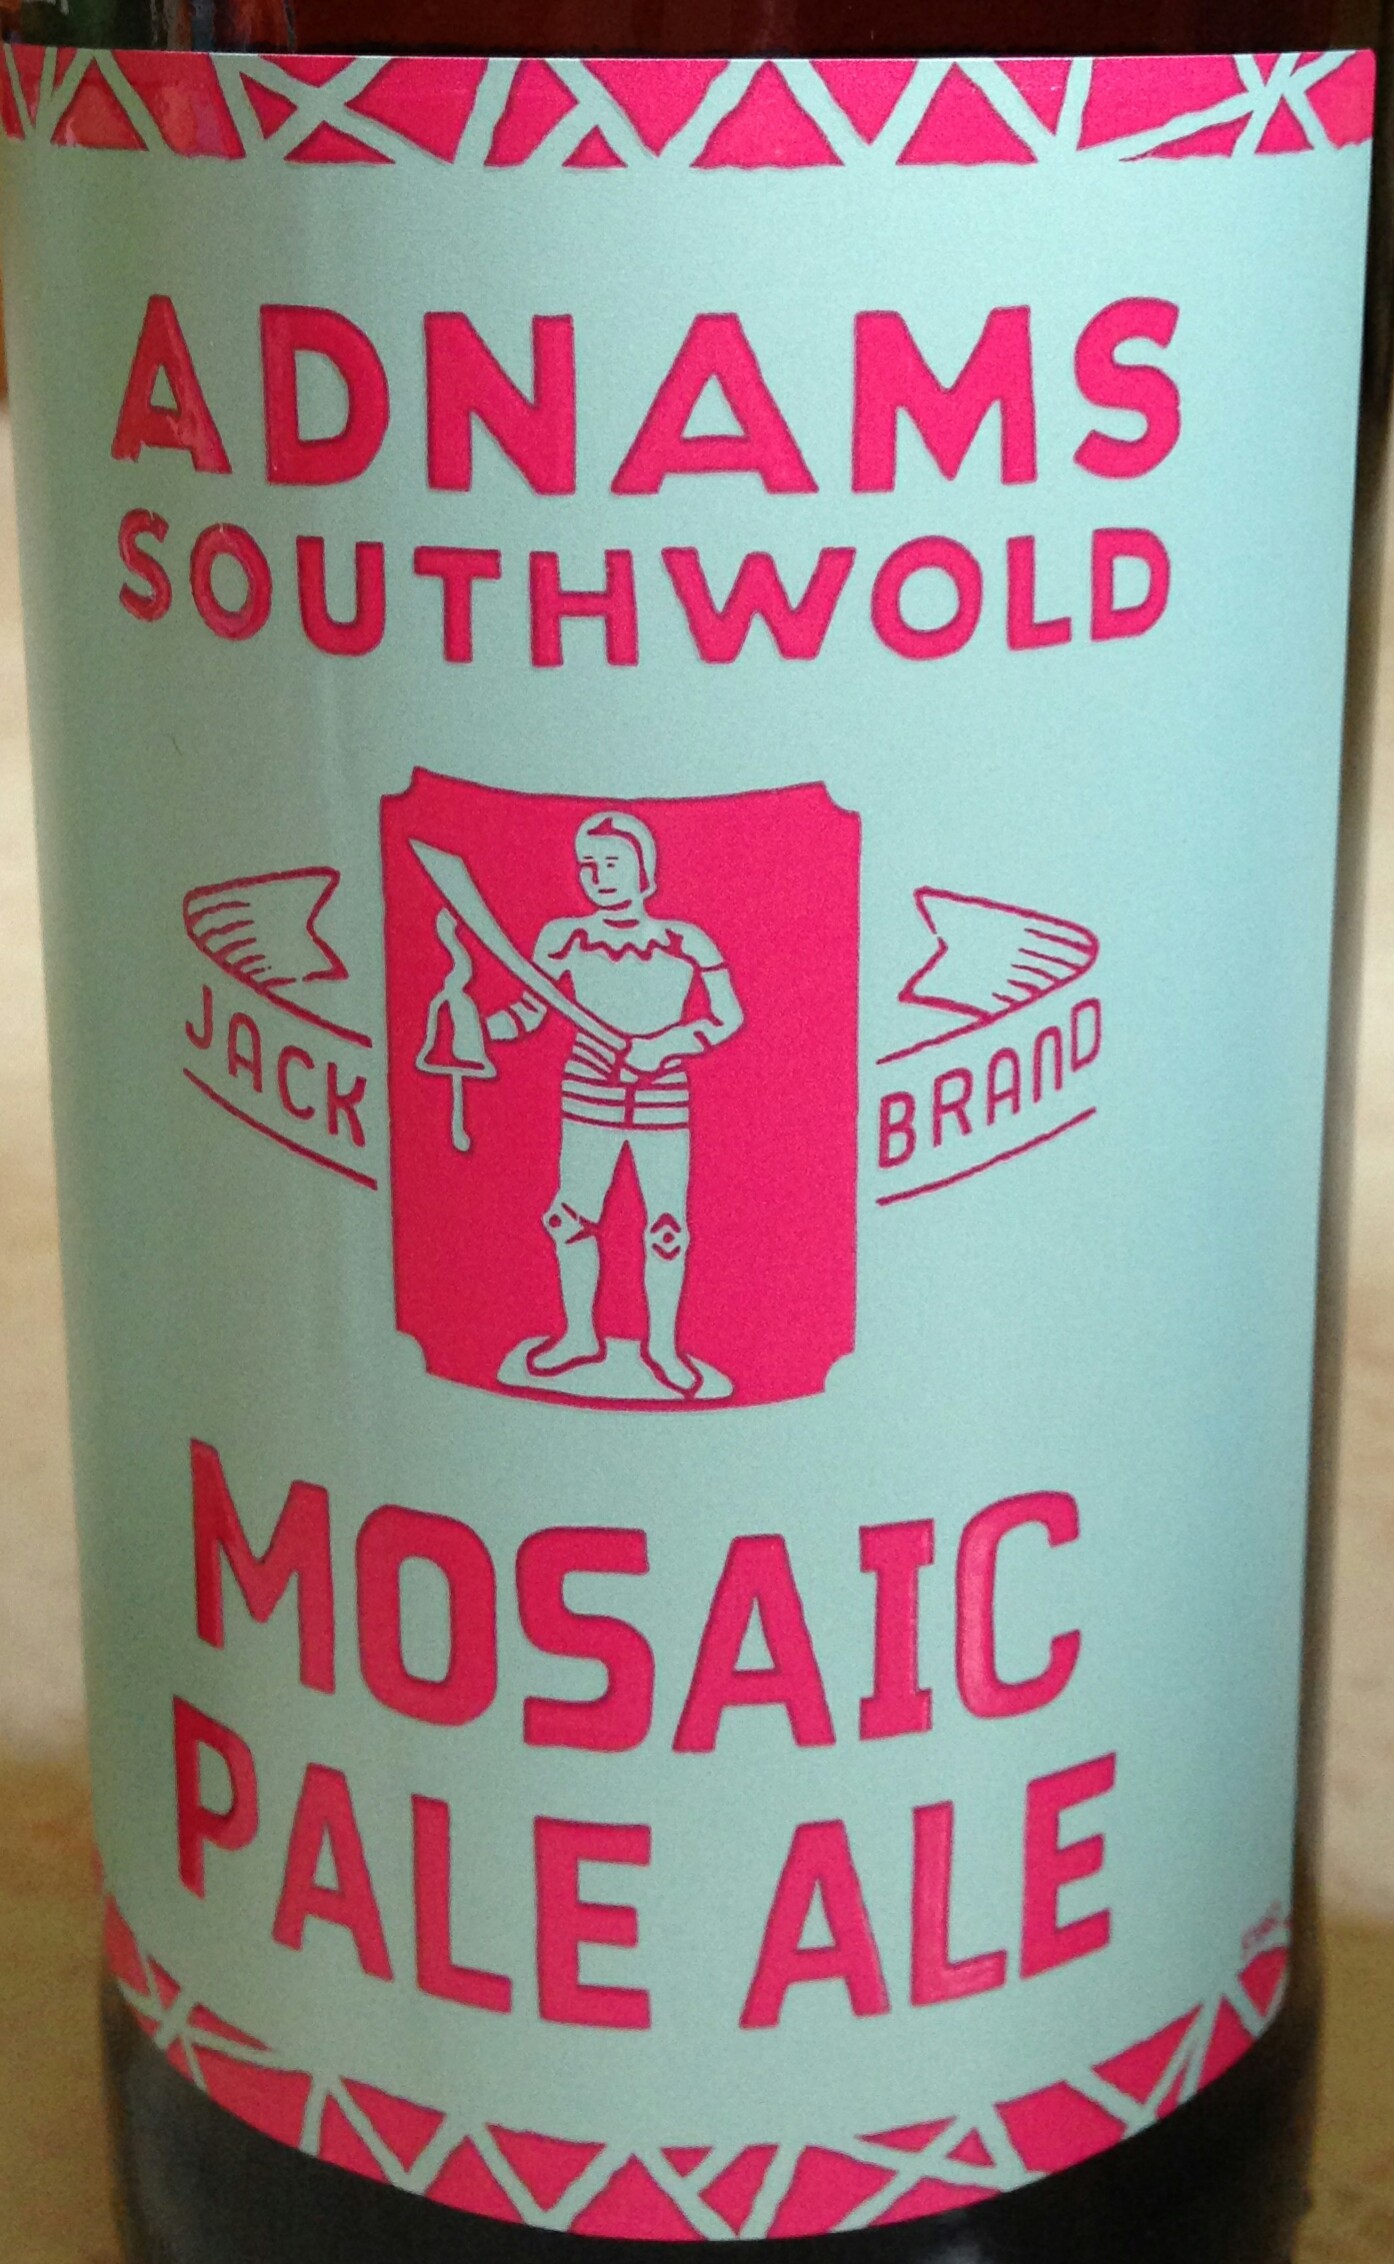 ADNAMS
SOUTHWOLD
JACK BRAND
MOSAIC
PALE ALE